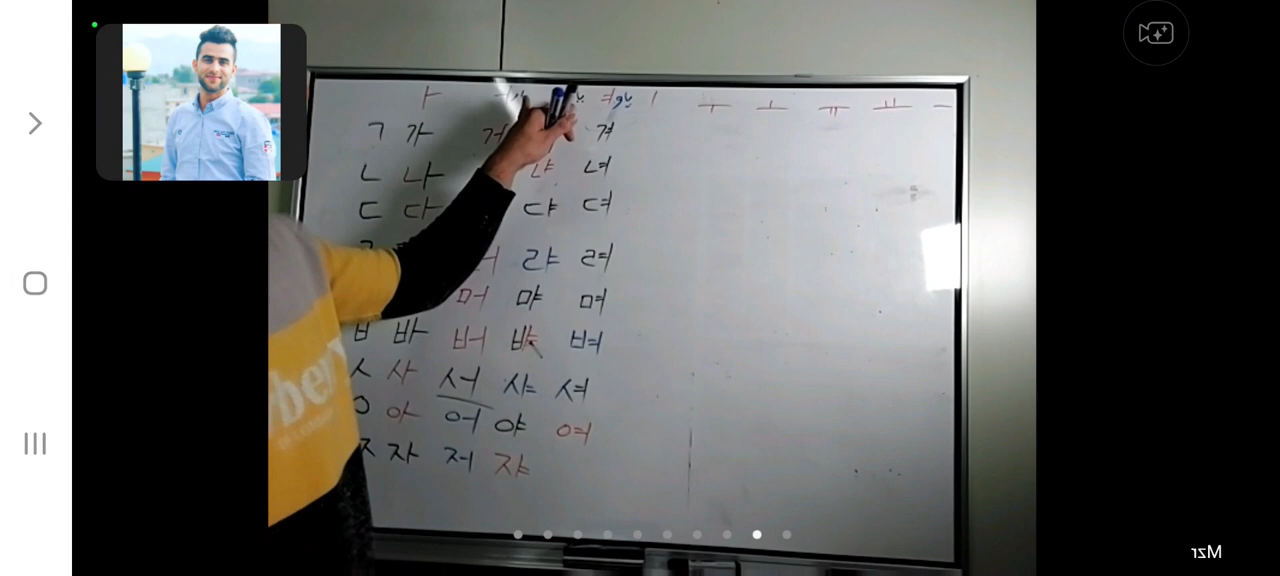 ㅏ ㅕ یو ㅣ ㅜ ㅗ ㅠ ㅛ ㅡ
ㄱ 가 거 겨
ㄴ 나 냐 녀
ㄷ 다 댜 뎌
랴 려
머 먀 며
ㅂ 바 버 뱌 벼
ㅅ 사 서 샤 셔
ㅇ 아 어 야 여
ㅈ 자 저 쟈
Mzr